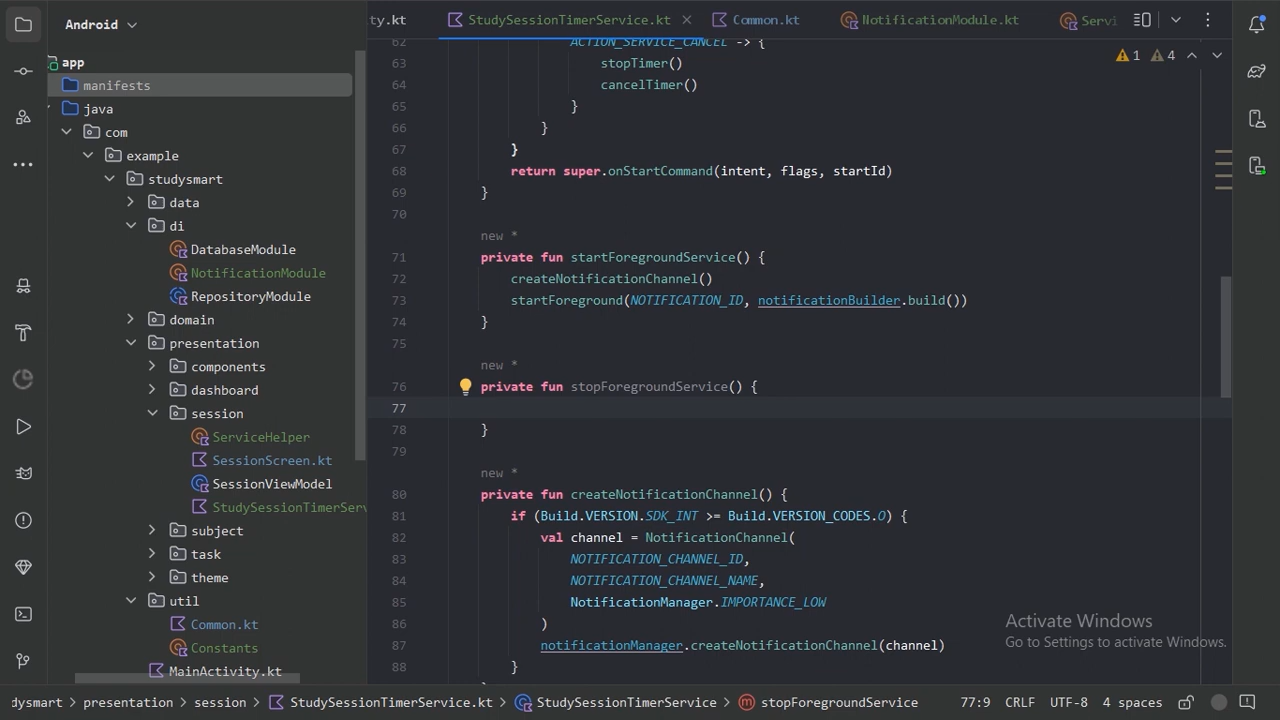 Android
ty.kt
StudySessionTimerService.kt
Common.kt
NotificationModule.kt
Servi
app
manifests
java
com
example
studysmart
data
di
DatabaseModule
NotificationModule
RepositoryModule
domain
presentation
components
dashboard
session
ServiceHelper
SessionScreen.kt
SessionViewModel
StudySessionTimerServ
subject
task
theme
util
Common.kt
Constants
MainActivity.kt
1
4
62 ACTION_SERVICE_CANCEL -> {
63 stopTimer()
64 cancelTimer()
65 }
66 }
67 }
68 return super.onStartCommand(intent, flags, startId)
69 }
70
new *
71 private fun startForegroundService() {
72 createNotificationChannel()
73 startForeground(NOTIFICATION_ID, notificationBuilder.build())
74 }
75
new *
76 private fun stopForegroundService() {
77
78 }
79
new *
80 private fun createNotificationChannel() {
81 if (Build.VERSION.SDK_INT >= Build.VERSION_CODES.O) {
82 val channel = NotificationChannel(
83 NOTIFICATION_CHANNEL_ID,
84 NOTIFICATION_CHANNEL_NAME,
85 NotificationManager.IMPORTANCE_LOW
86 )
87 notificationManager.createNotificationChannel(channel)
88 }
Activate Windows
Go to Settings to activate Windows.
dysmart > presentation > session > StudySessionTimerService.kt > StudySessionTimerService > stopForegroundService
77:9 CRLF UTF-8 4 spaces